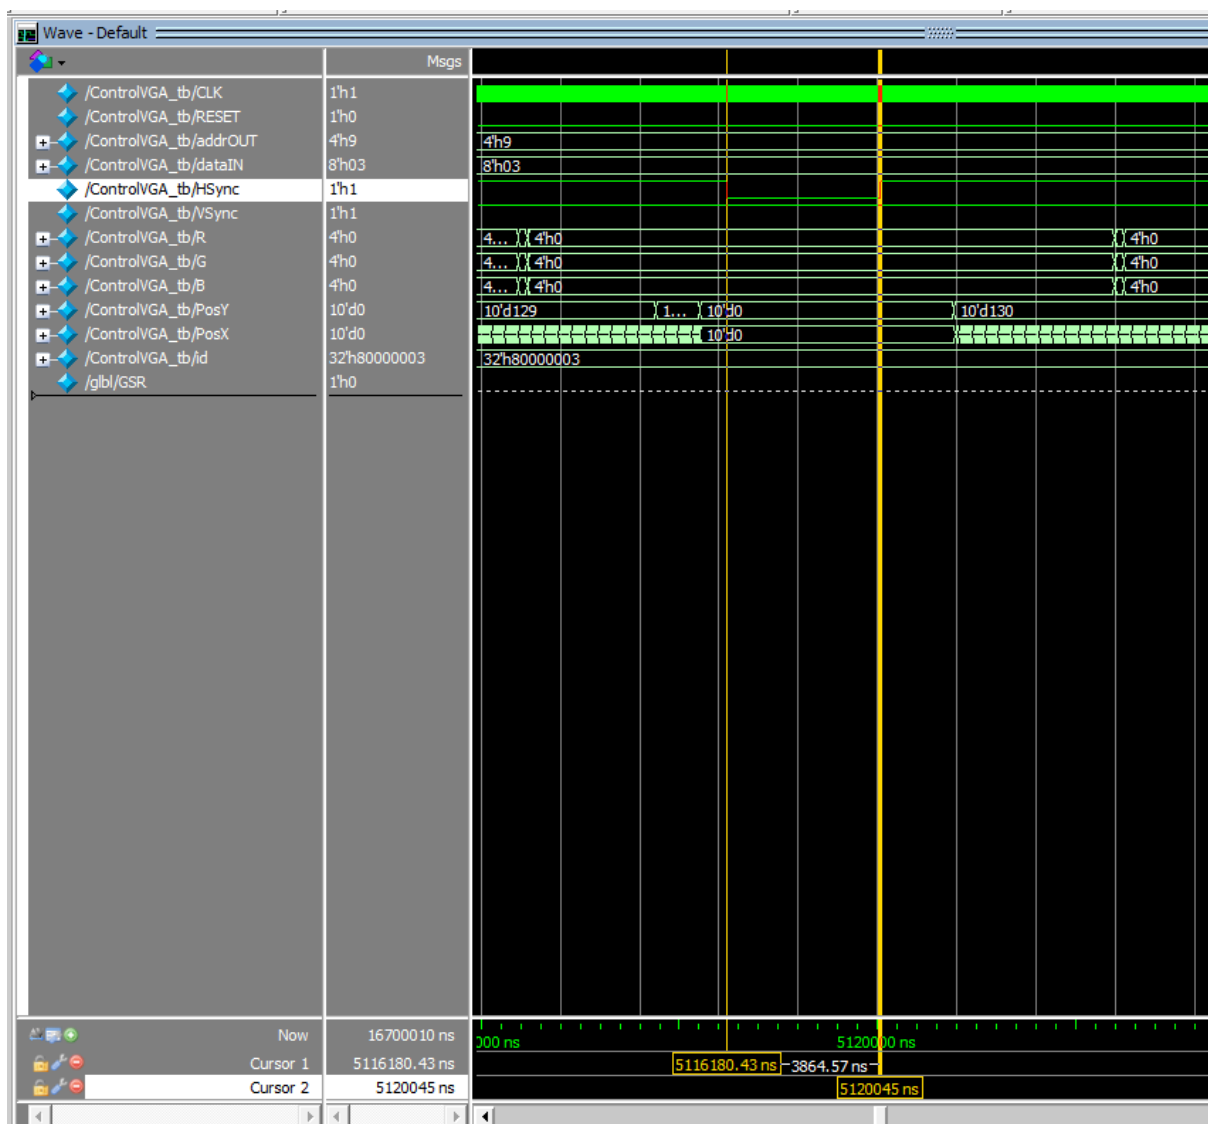 Wave - Default
Msgs
/ControlVGA_tb/CLK 1'h1
/ControlVGA_tb/RESET 1'h0
/ControlVGA_tb/addrOUT 4'h9 4'h9
/ControlVGA_tb/dataIN 8'h03 8'h03
/ControlVGA_tb/HSync 1'h1
/ControlVGA_tb/VSync 1'h1
/ControlVGA_tb/R 4'h0 4... 4'h0 4'h0
/ControlVGA_tb/G 4'h0 4... 4'h0 4'h0
/ControlVGA_tb/B 4'h0 4... 4'h0 4'h0
/ControlVGA_tb/PosY 10'd0 10'd129 1... 10'd0 10'd130
/ControlVGA_tb/PosX 10'd0 10'd0
/ControlVGA_tb/id 32'h80000003 32'h80000003
/glbl/GSR 1'h0
Now 16700010 ns 000 ns 5120000 ns
Cursor 1 5116180.43 ns 5116180.43 ns 3864.57 ns
Cursor 2 5120045 ns 5120045 ns